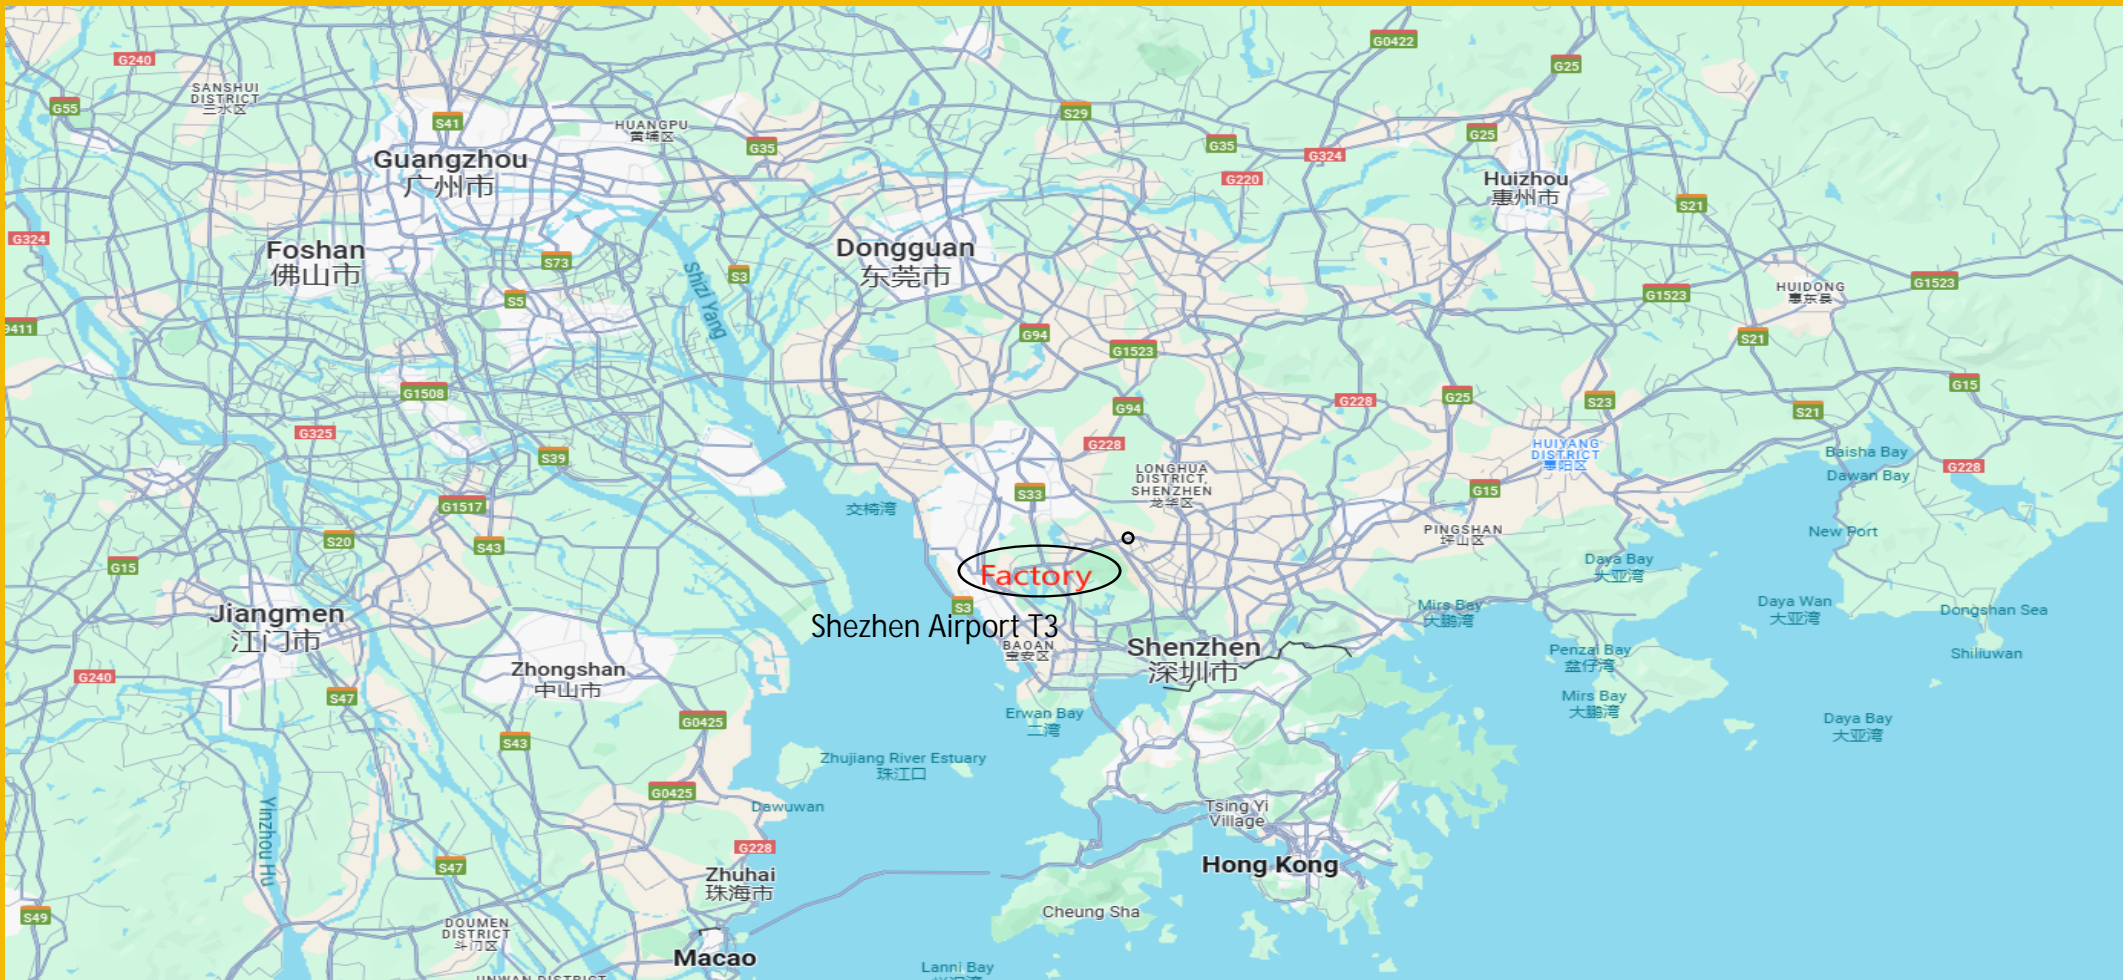 G0422
G240
G25
SANSHUI
DISTRICT
三水区
G55
S41
HUANGPU
黄埔区
S29
G35
G35
G324
G25
Guangzhou
广州市
G220
Huizhou
惠州市
S21
G324
Foshan
佛山市
S73
Shizi Yang
S3
Dongguan
东莞市
S5
G1523
HUIDONG
惠东县
G1523
9411
G94
G1523
S21
G1508
G94
G228
G25
S23
S21
G15
G325
S39
G228
HUIYANG
DISTRICT
惠阳区
Baisha Bay
G228
Dawan Bay
LONGHUA
DISTRICT,
SHENZHEN
龙华区
S33
G15
G1517
交椅湾
S20
S43
PINGSHAN
坪山区
New Port
G15
Factory
Daya Bay
大亚湾
S3
Jiangmen
江门市
Shezhen Airport T3
BAOAN
宝安区
Mirs Bay
大鹏湾
Daya Wan
大亚湾
Dongshan Sea
Zhongshan
中山市
Shenzhen
深圳市
Penzai Bay
盆仔湾
Shiliuwan
G240
S47
Mirs Bay
大鹏湾
G0425
Erwan Bay
二湾
Daya Bay
大亚湾
S43
Zhujiang River Estuary
珠江口
G0425
Dawuwan
Yinzhou Hu
Tsing Yi
Village
G228
S47
Hong Kong
Zhuhai
珠海市
S49
Cheung Sha
DOUMEN
DISTRICT
斗门区
Macao
Lanni Bay